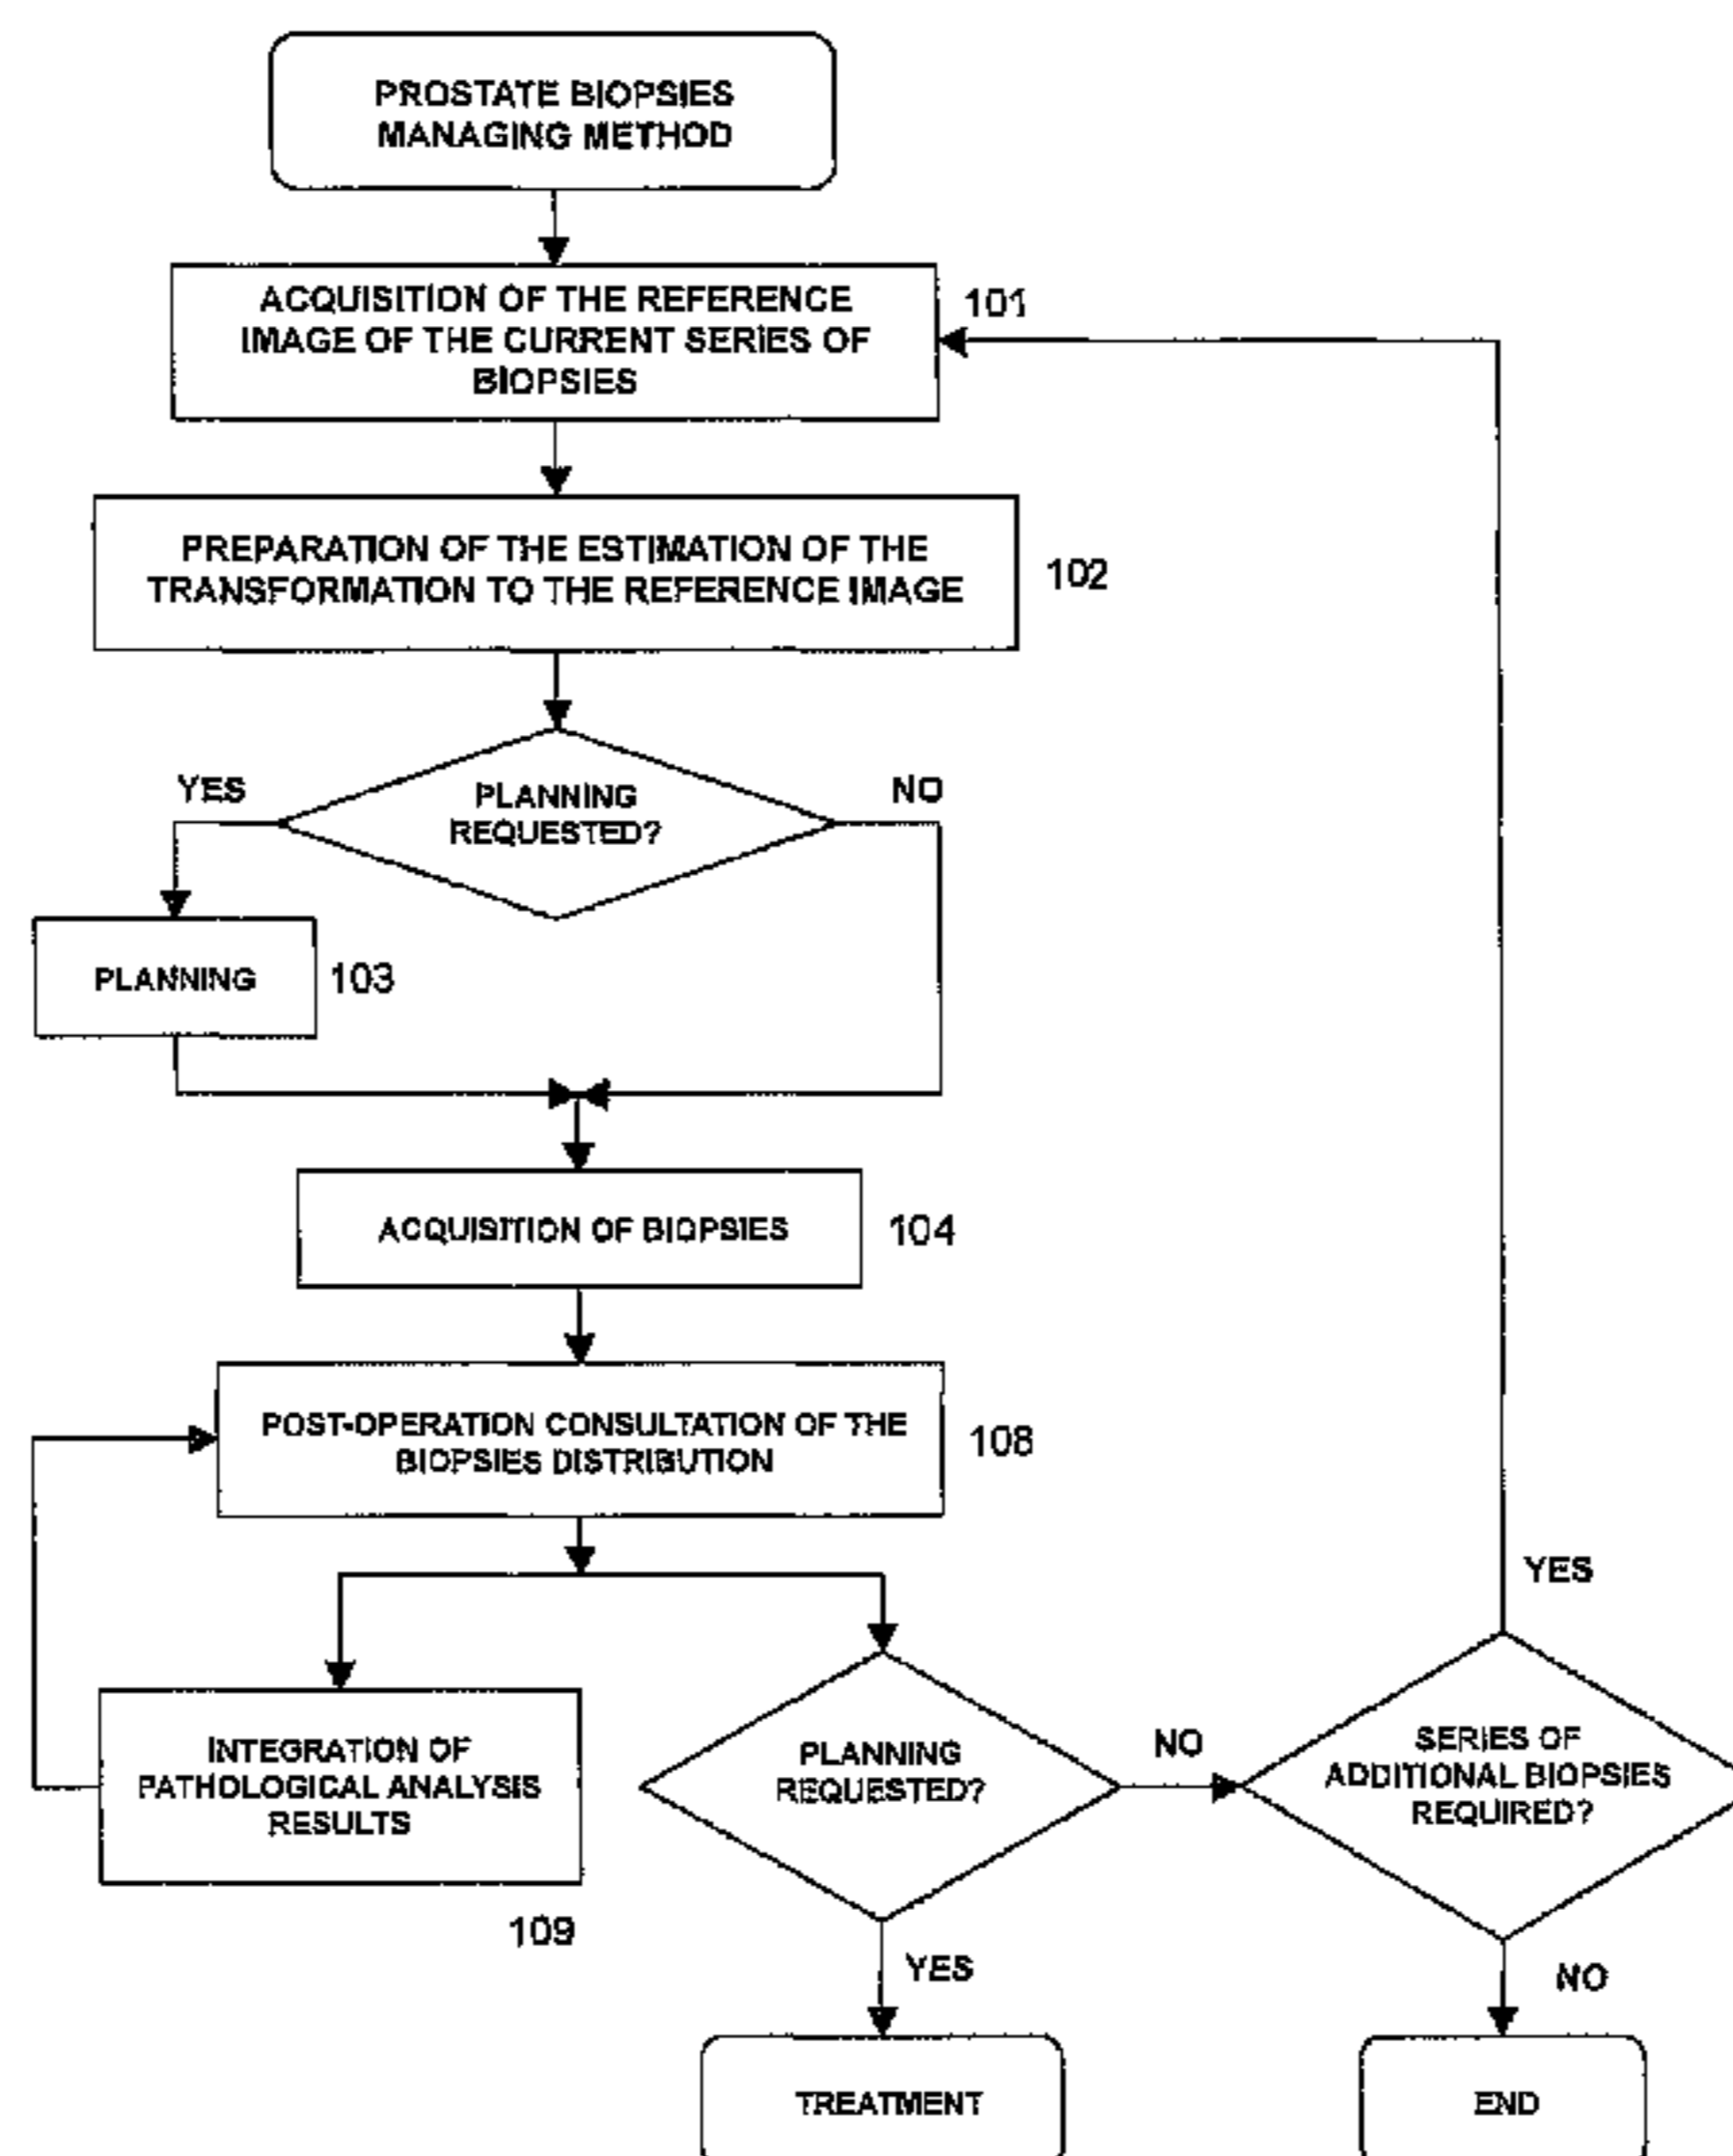 PROSTATE BIOPSIES
MANAGING METHOD
ACQUISITION OF THE REFERENCE
IMAGE OF THE CURRENT SERIES OF
BIOPSIES
101
PREPARATION OF THE ESTIMATION OF THE
TRANSFORMATION TO THE REFERENCE IMAGE
102
YES
PLANNING
REQUESTED?
NO
PLANNING
103
ACQUISITION OF BIOPSIES
104
POST-OPERATION CONSULTATION OF THE
BIOPSIES DISTRIBUTION
108
YES
INTEGRATION OF
PATHOLOGICAL ANALYSIS
RESULTS
109
PLANNING
REQUESTED?
NO
SERIES OF
ADDITIONAL BIOPSIES
REQUIRED?
YES
NO
TREATMENT
END